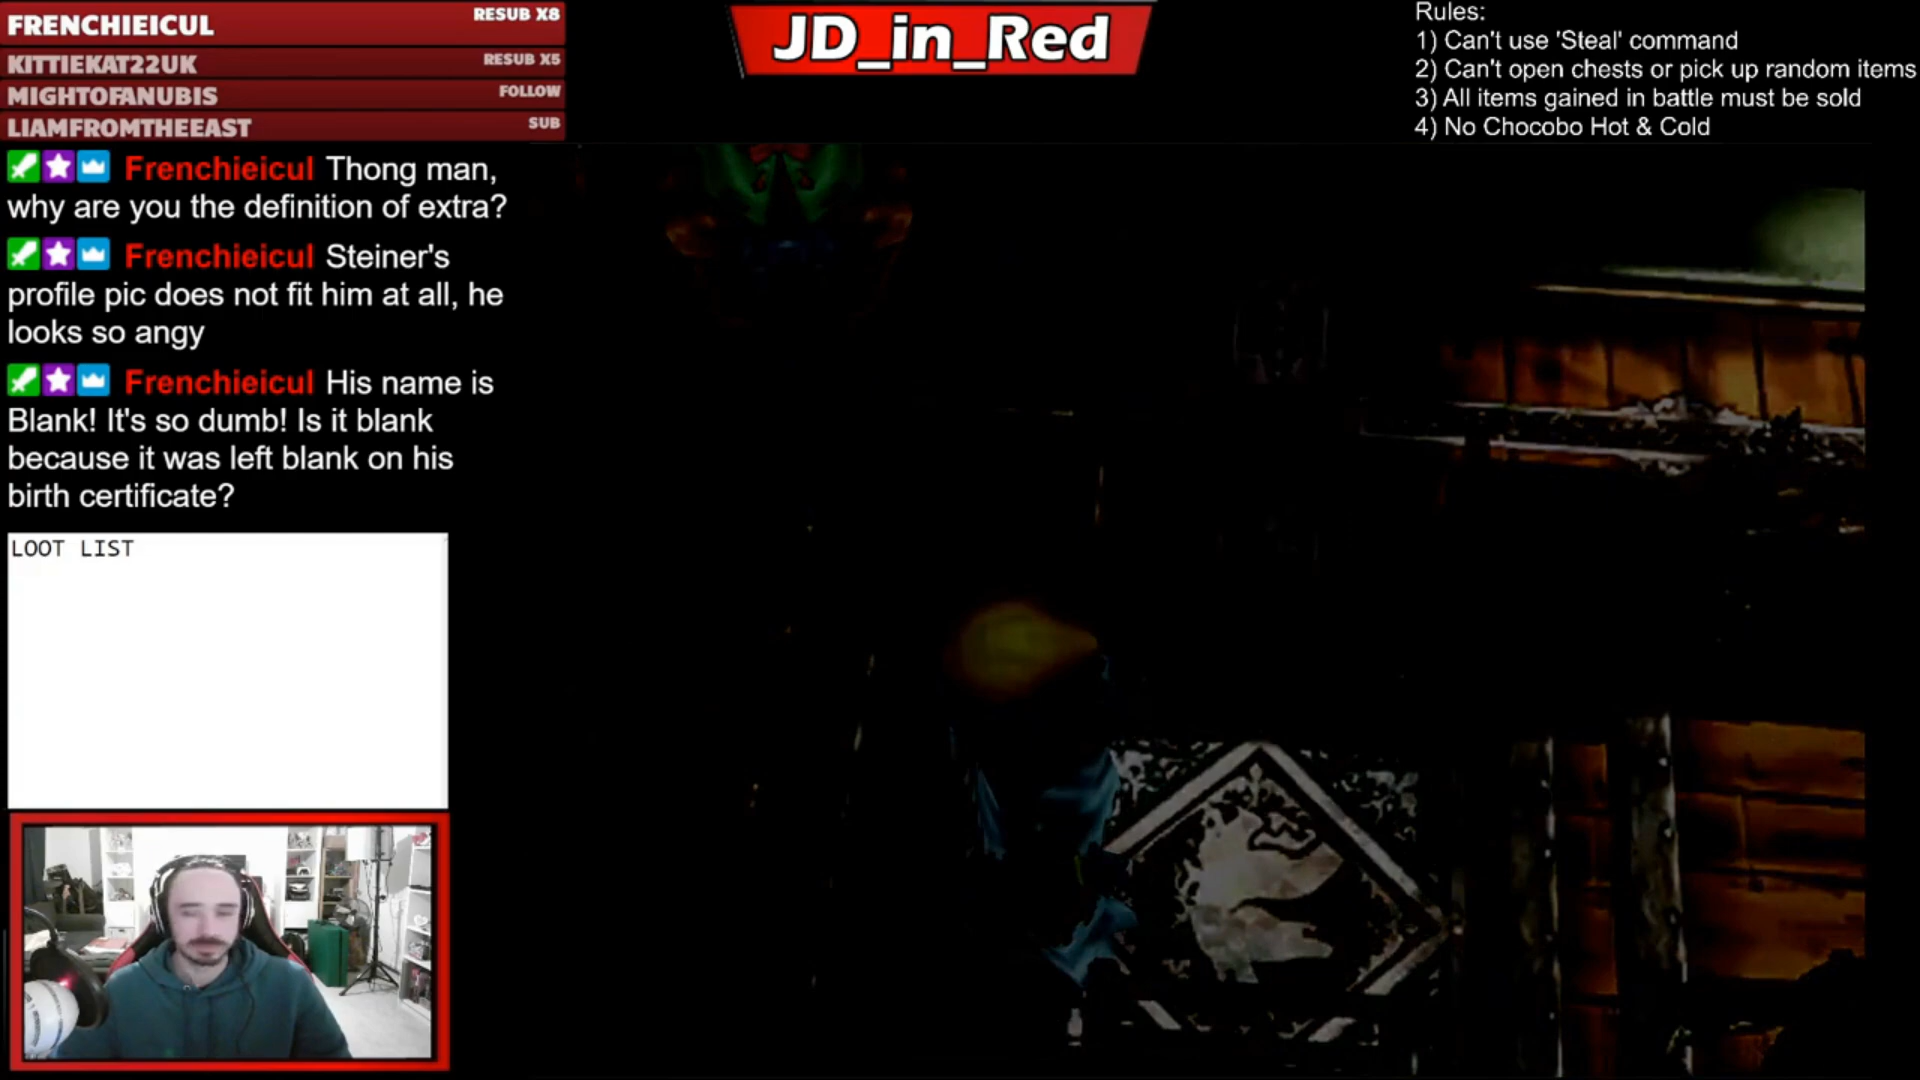 FRENCHIEICUL RESUB X8
KITTIEKAT22UK RESUB X5
MIGHTOFANUBIS FOLLOW
LIAMFROMTHEEAST SUB
JD_in_Red
Rules:
1) Can't use 'Steal' command
2) Can't open chests or pick up random items
3) All items gained in battle must be sold
4) No Chocobo Hot & Cold
Frenchieicul Thong man,
why are you the definition of extra?
Frenchieicul Steiner's
profile pic does not fit him at all, he
looks so angy
Frenchieicul His name is
Blank! It's so dumb! Is it blank
because it was left blank on his
birth certificate?
LOOT LIST